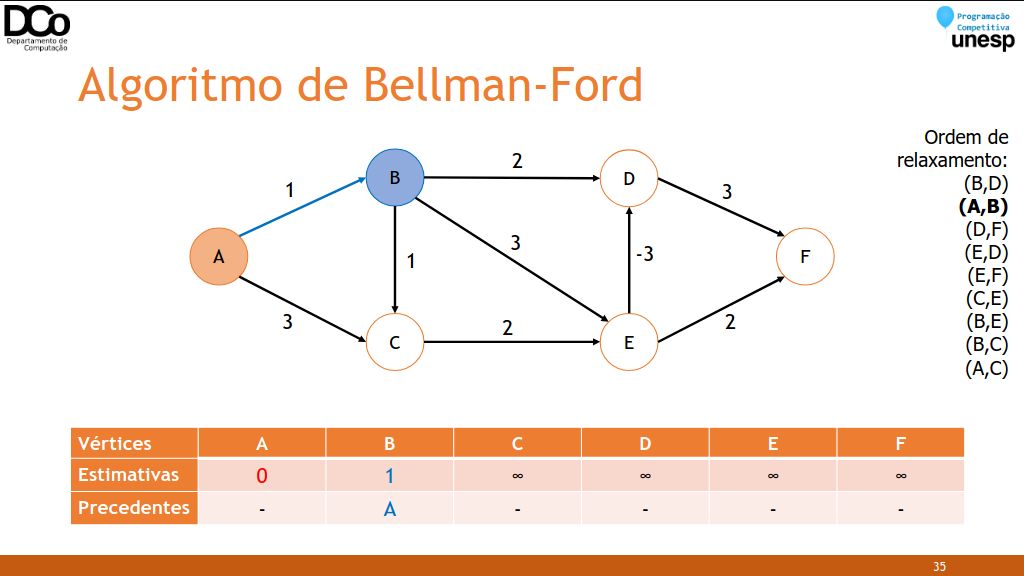 DCo
Departamento de
Computação
Programação
Competitiva
unesp
Algoritmo de Bellman-Ford
Ordem de
relaxamento:
(B,D)
(A,B)
(D,F)
(E,D)
(E,F)
(C,E)
(B,E)
(B,C)
(A,C)
1
B
2
D
3
A
1
3
-3
F
3
C
2
E
2
Vértices A B C D E F
Estimativas 0 1 ∞ ∞ ∞ ∞
Precedentes - A - - - -
35